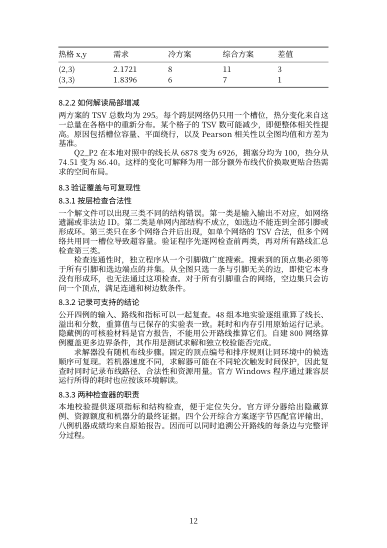 热格 x,y 需求 冷方案 综合方案 差值
(2,3) 2.1721 8 11 3
(3,3) 1.8396 6 7 1
8.2.2 如何解读局部增减
两方案的 TSV 总数均为 295。每个跨层网络仍只用一个槽位，热分变化来自这
一总量在各格中的重新分布。某个格子的 TSV 数可能减少，即便整体相关性提
高。原因包括槽位容量、平面绕行，以及 Pearson 相关性以全图均值和方差为
基准。
Q2_P2 在本地对照中的线长从 6878 变为 6926，拥塞分均为 100，热分从
74.51 变为 86.40。这样的变化可解释为用一部分额外布线代价换取更贴合热需
求的空间布局。
8.3 验证覆盖与可复现性
8.3.1 按层检查合法性
一个解文件可以出现三类不同的结构错误。第一类是输入输出不对应，如网络
遗漏或非法边 ID。第二类是单网内部结构不成立，如选边不能连到全部引脚或
形成环。第三类只在多个网络合并后出现，如单个网络的 TSV 合法，但多个网
络共用同一槽位导致超容量。验证程序先逐网检查前两类，再对所有路线汇总
检查第三类。
检查连通性时，独立程序从一个引脚做广度搜索。搜索到的顶点集必须等
于所有引脚和选边端点的并集。从全图只选一条与引脚无关的边，即使它本身
没有形成环，也无法通过这项检查。对于所有引脚重合的网络，空边集只会访
问一个顶点，满足连通和树边数条件。
8.3.2 记录可支持的结论
公开四例的输入、路线和指标可以一起复查。48 组本地实验逐组重算了线长、
溢出和分数，重算值与已保存的实验表一致。耗时和内存引用原始运行记录。
隐藏例的可核验材料是官方报告，不能用公开路线推算它们。自建 800 网络算
例覆盖更多边界条件，其作用是测试求解和独立校验能否完成。
求解器没有随机布线步骤。固定的顶点编号和排序规则让同环境中的候选
顺序可复现。若机器速度不同，求解器可能在不同轮次触发时间保护，因此复
查时同时记录布线路径、合法性和资源用量。官方 Windows 程序通过兼容层
运行所得的耗时也应按该环境解读。
8.3.3 两种检查器的职责
本地校验提供逐项指标和结构检查，便于定位失分。官方评分器给出隐藏算
例、资源额度和机器分的最终证据。四个公开综合方案逐字节匹配官评输出，
八例机器成绩均来自原始报告。因而可以同时追溯公开路线的每条边与完整评
分过程。
12